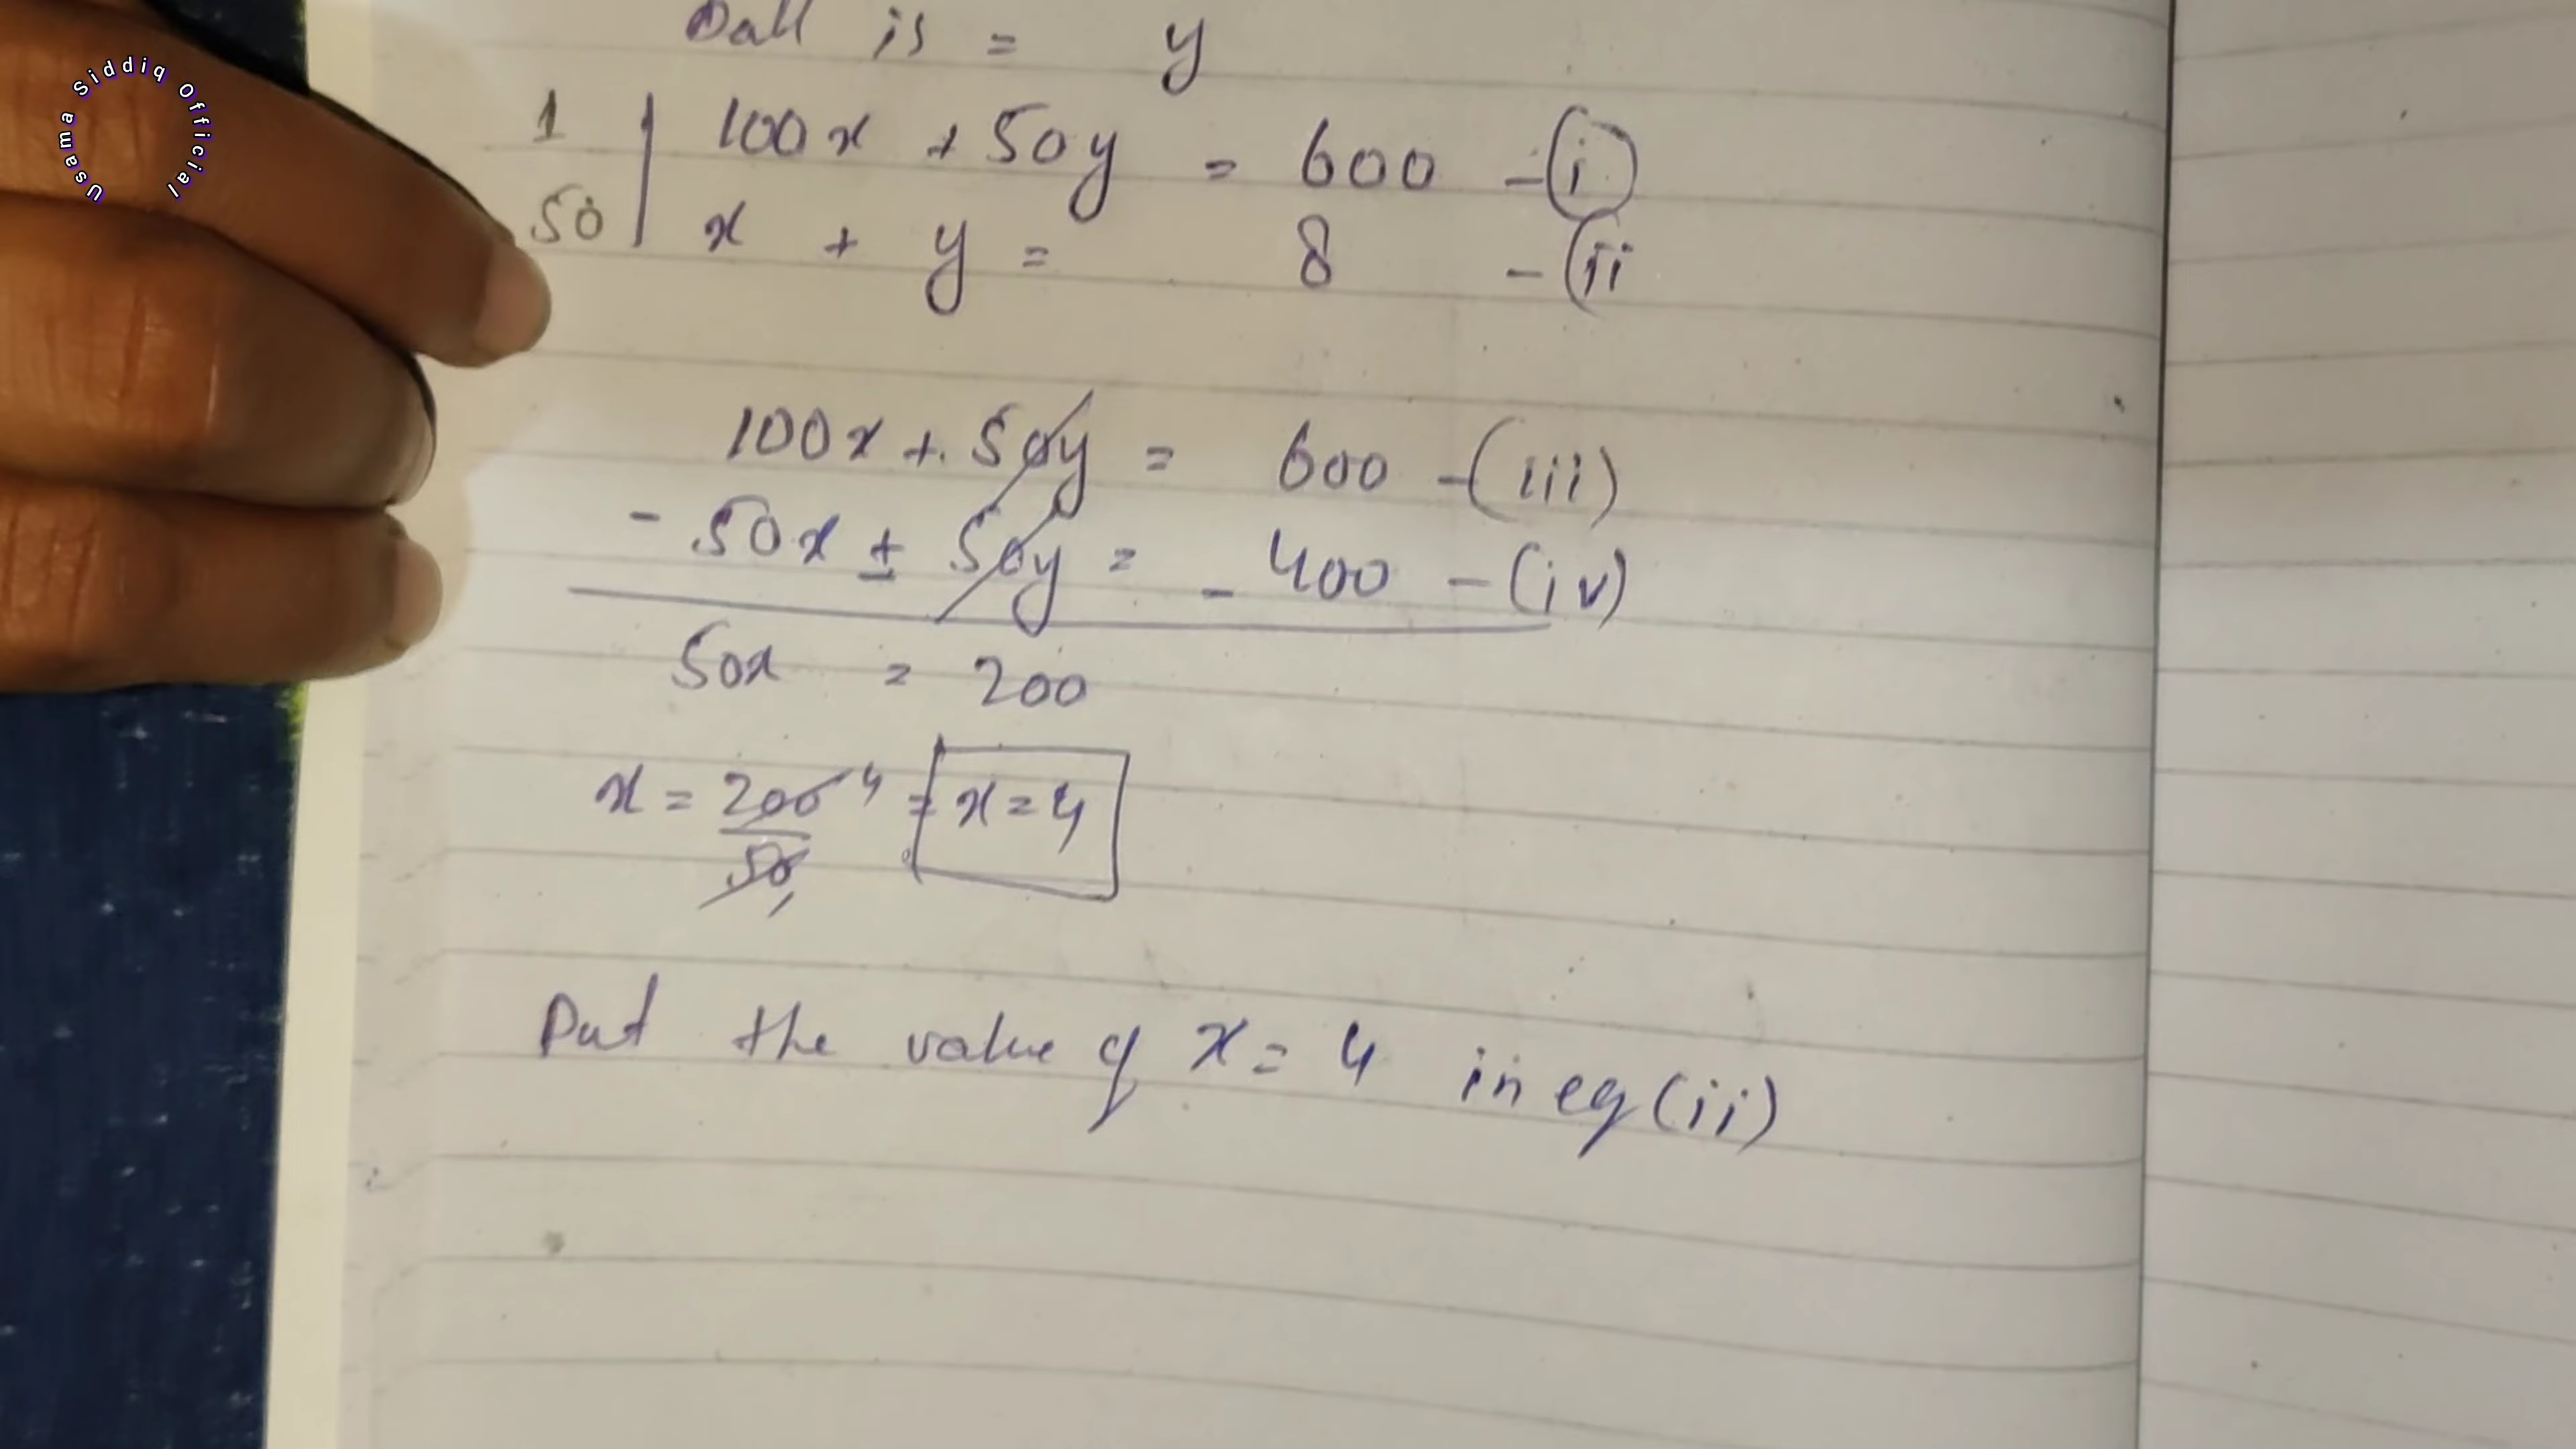 Usama Siddiq Official
Ball is = y
1 | 100x + 50y = 600 - (i)
50 | x + y = 8 - (ii
100x + 50y = 600 - (iii)
- 50x ± 50y = - 400 - (iv)
50x = 200
x = 200/50 4 = x = 4
Put the value of x = 4 in eq (ii)